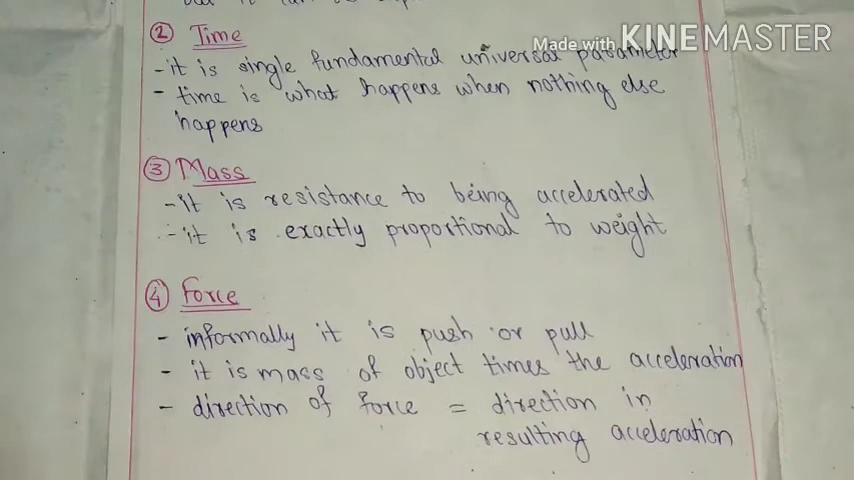 ② Time
Made with KINEMASTER
- it is single fundamental universal parameter
- time is what happens when nothing else
happens
③ Mass
- it is resistance to being accelerated
- it is exactly proportional to weight
④ Force
- informally it is push or pull
- it is mass of object times the acceleration
- direction of force = direction in
resulting acceleration